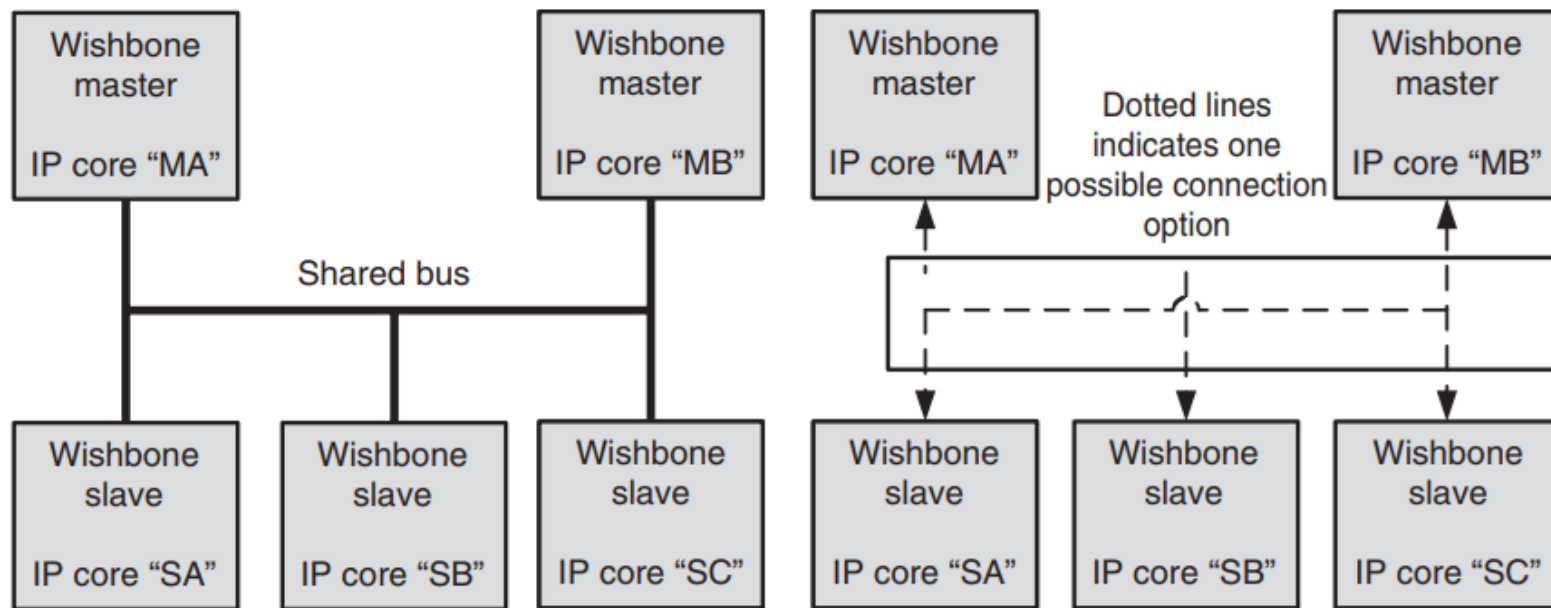 Wishbone
master
IP core “MA”
Wishbone
master
IP core “MB”
Shared bus
Wishbone
slave
IP core “SA”
Wishbone
slave
IP core “SB”
Wishbone
slave
IP core “SC”
Wishbone
master
IP core “MA”
Dotted lines
indicates one
possible connection
option
Wishbone
master
IP core “MB”
Wishbone
slave
IP core “SA”
Wishbone
slave
IP core “SB”
Wishbone
slave
IP core “SC”